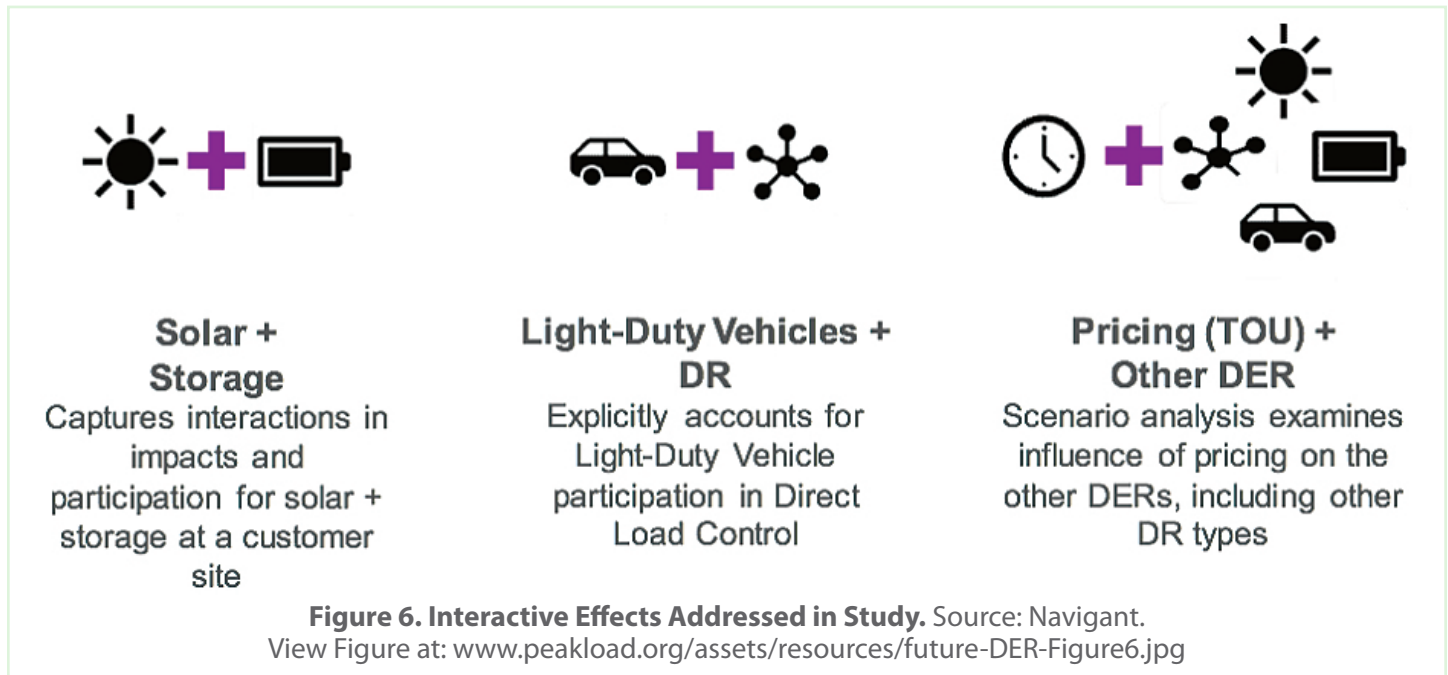 Solar +
Storage
Captures interactions in
impacts and
participation for solar +
storage at a customer
site
Light-Duty Vehicles +
DR
Explicitly accounts for
Light-Duty Vehicle
participation in Direct
Load Control
Pricing (TOU) +
Other DER
Scenario analysis examines
influence of pricing on the
other DERs, including other
DR types
Figure 6. Interactive Effects Addressed in Study. Source: Navigant.
View Figure at: www.peakload.org/assets/resources/future-DER-Figure6.jpg